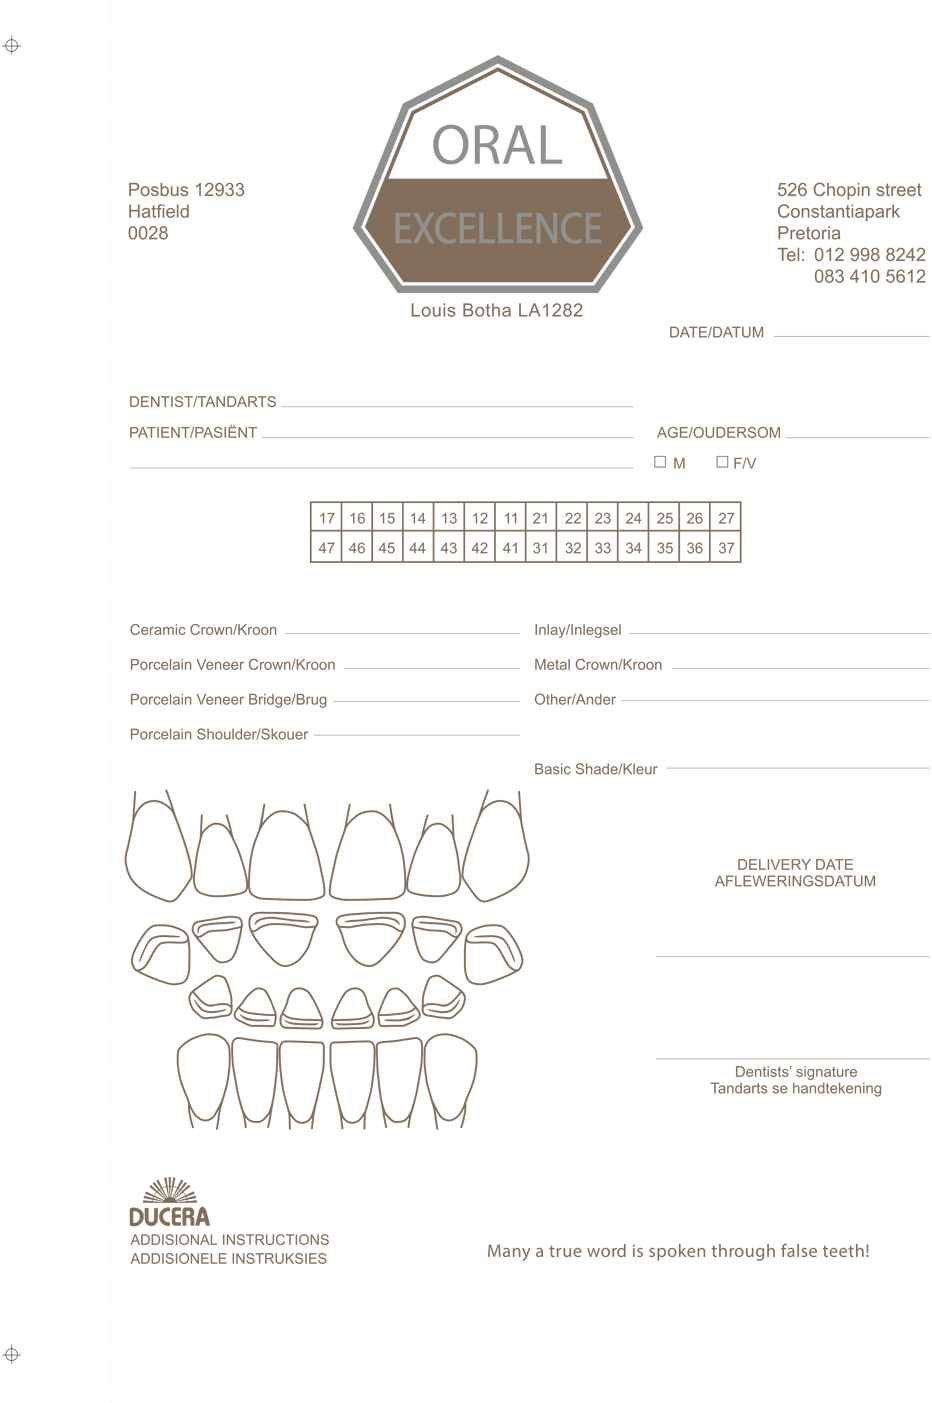 ORAL
EXCELLENCE
Louis Botha LA1282
Posbus 12933
Hatfield
0028
526 Chopin street
Constantiapark
Pretoria
Tel: 012 998 8242
083 410 5612
DATE/DATUM
DENTIST/TANDARTS
PATIENT/PASIËNT
AGE/OUDERSOM
M F/V
17 16 15 14 13 12 11 21 22 23 24 25 26 27
47 46 45 44 43 42 41 31 32 33 34 35 36 37
Ceramic Crown/Kroon
Porcelain Veneer Crown/Kroon
Porcelain Veneer Bridge/Brug
Porcelain Shoulder/Skouer
Inlay/Inlegsel
Metal Crown/Kroon
Other/Ander
Basic Shade/Kleur
DELIVERY DATE
AFLEWERINGSDATUM
Dentists’ signature
Tandarts se handtekening
DUCERA
ADDISIONAL INSTRUCTIONS
ADDISIONELE INSTRUKSIES
Many a true word is spoken through false teeth!